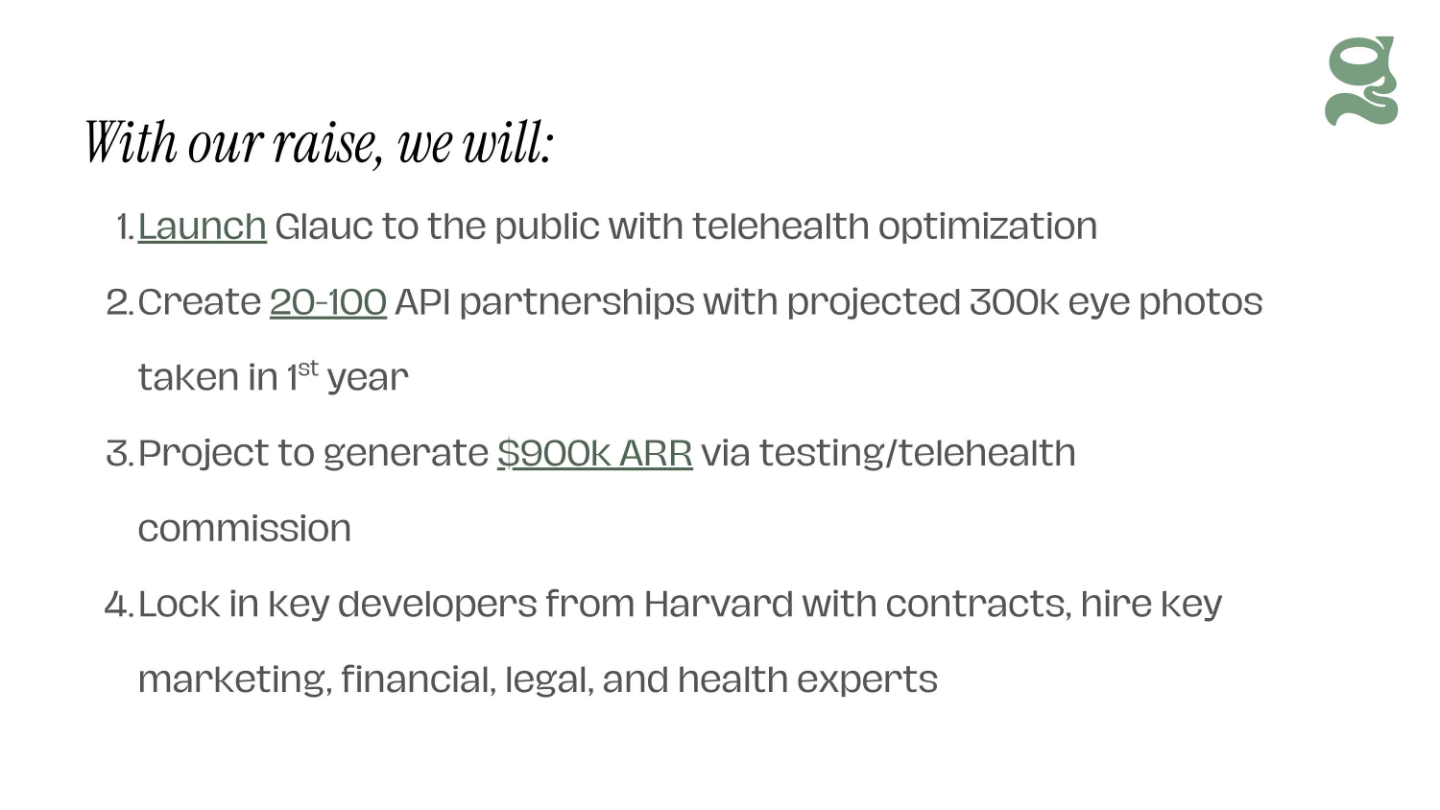 With our raise, we will:
1. Launch Glauc to the public with telehealth optimization
2. Create 20-100 API partnerships with projected 300k eye photos
taken in 1st year
3. Project to generate $900k ARR via testing/telehealth
commission
4. Lock in key developers from Harvard with contracts, hire key
marketing, financial, legal, and health experts
g